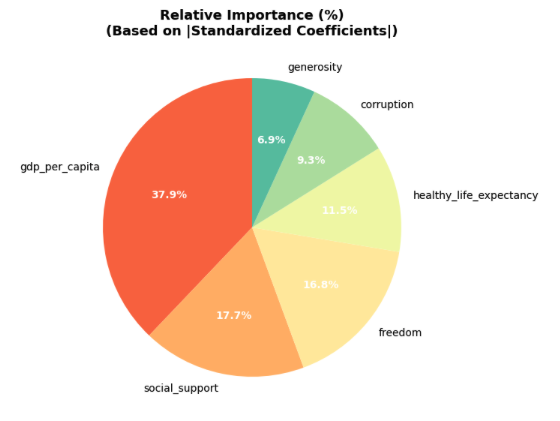 Relative Importance (%)
(Based on |Standardized Coefficients|)
generosity
corruption
6.9%
9.3%
gdp_per_capita
37.9%
healthy_life_expectancy
11.5%
16.8%
17.7%
freedom
social_support